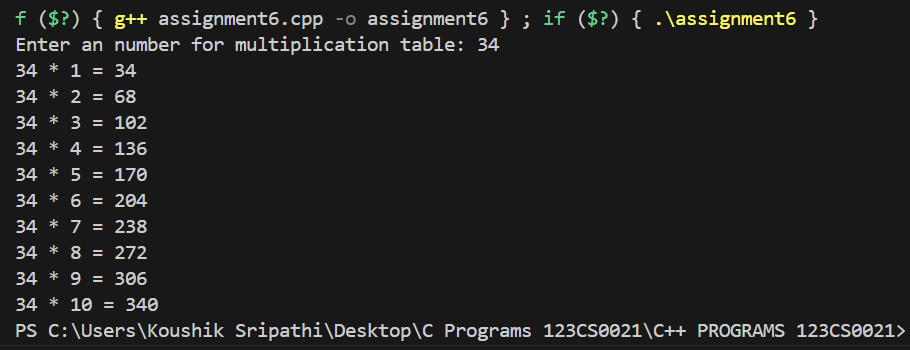 f ($?) { g++ assignment6.cpp -o assignment6 } ; if ($?) { .\assignment6 }
Enter an number for multiplication table: 34
34 * 1 = 34
34 * 2 = 68
34 * 3 = 102
34 * 4 = 136
34 * 5 = 170
34 * 6 = 204
34 * 7 = 238
34 * 8 = 272
34 * 9 = 306
34 * 10 = 340
PS C:\Users\Koushik Sripathi\Desktop\C Programs 123CS0021\C++ PROGRAMS 123CS0021>